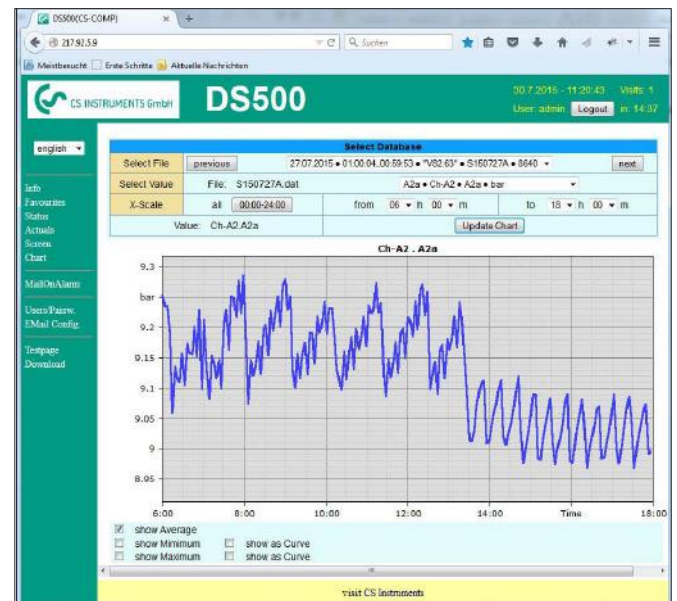 DS500(CS-COMP) × +
217.92.5.9 Suchen
Meistbesucht Erste Schritte Aktuelle Nachrichten
CS INSTRUMENTS GmbH DS500
30.7.2015 - 11:20:43 Visits: 1
User: admin Logout in: 14:37
english
Info
Favourites
Status
Actuals
Screen
Chart
MailOnAlarm
Users/Passw.
EMail Config.
Testpage
Download
Select Database
Select File previous 27.07.2015 • 01:00:04..00:59:53 • "V82.63" • S150727A • 8640 next
Select Value File: S150727A.dat A2a • Ch-A2 • A2a • bar
X-Scale all 00:00-24:00 from 06 h 00 m to 18 h 00 m
Value: Ch-A2.A2a Update Chart
Ch-A2 . A2a
9.3
bar
9.2
9.15
9.1
9.05
9
8.95
6:00 8:00 10:00 12:00 14:00 Time 18:00
show Average
show Minimum show as Curve
show Maximum show as Curve
visit CS Instruments